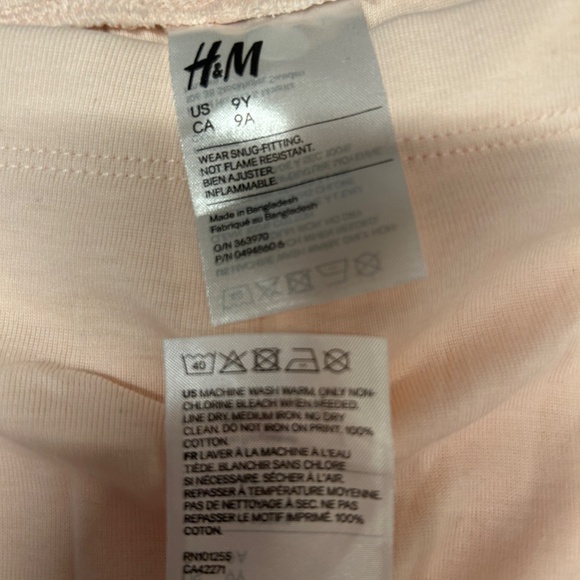 H&M
US 9Y
CA 9A
WEAR SNUG-FITTING.
NOT FLAME RESISTANT.
BIEN AJUSTER.
INFLAMMABLE.
Made in Bangladesh
Fabriqué au Bangladesh
O/N 363970
P/N 0494860 6
40
US MACHINE WASH WARM. ONLY NON-
CHLORINE BLEACH WHEN NEEDED.
LINE DRY. MEDIUM IRON. NO DRY
CLEAN. DO NOT IRON ON PRINT. 100%
COTTON.
FR LAVER À LA MACHINE À L'EAU
TIÈDE. BLANCHIR SANS CHLORE
SI NÉCESSAIRE. SÉCHER À L'AIR.
REPASSER À TEMPÉRATURE MOYENNE.
PAS DE NETTOYAGE À SEC. NE PAS
REPASSER LE MOTIF IMPRIMÉ. 100%
COTON.
RN101255
CA42271